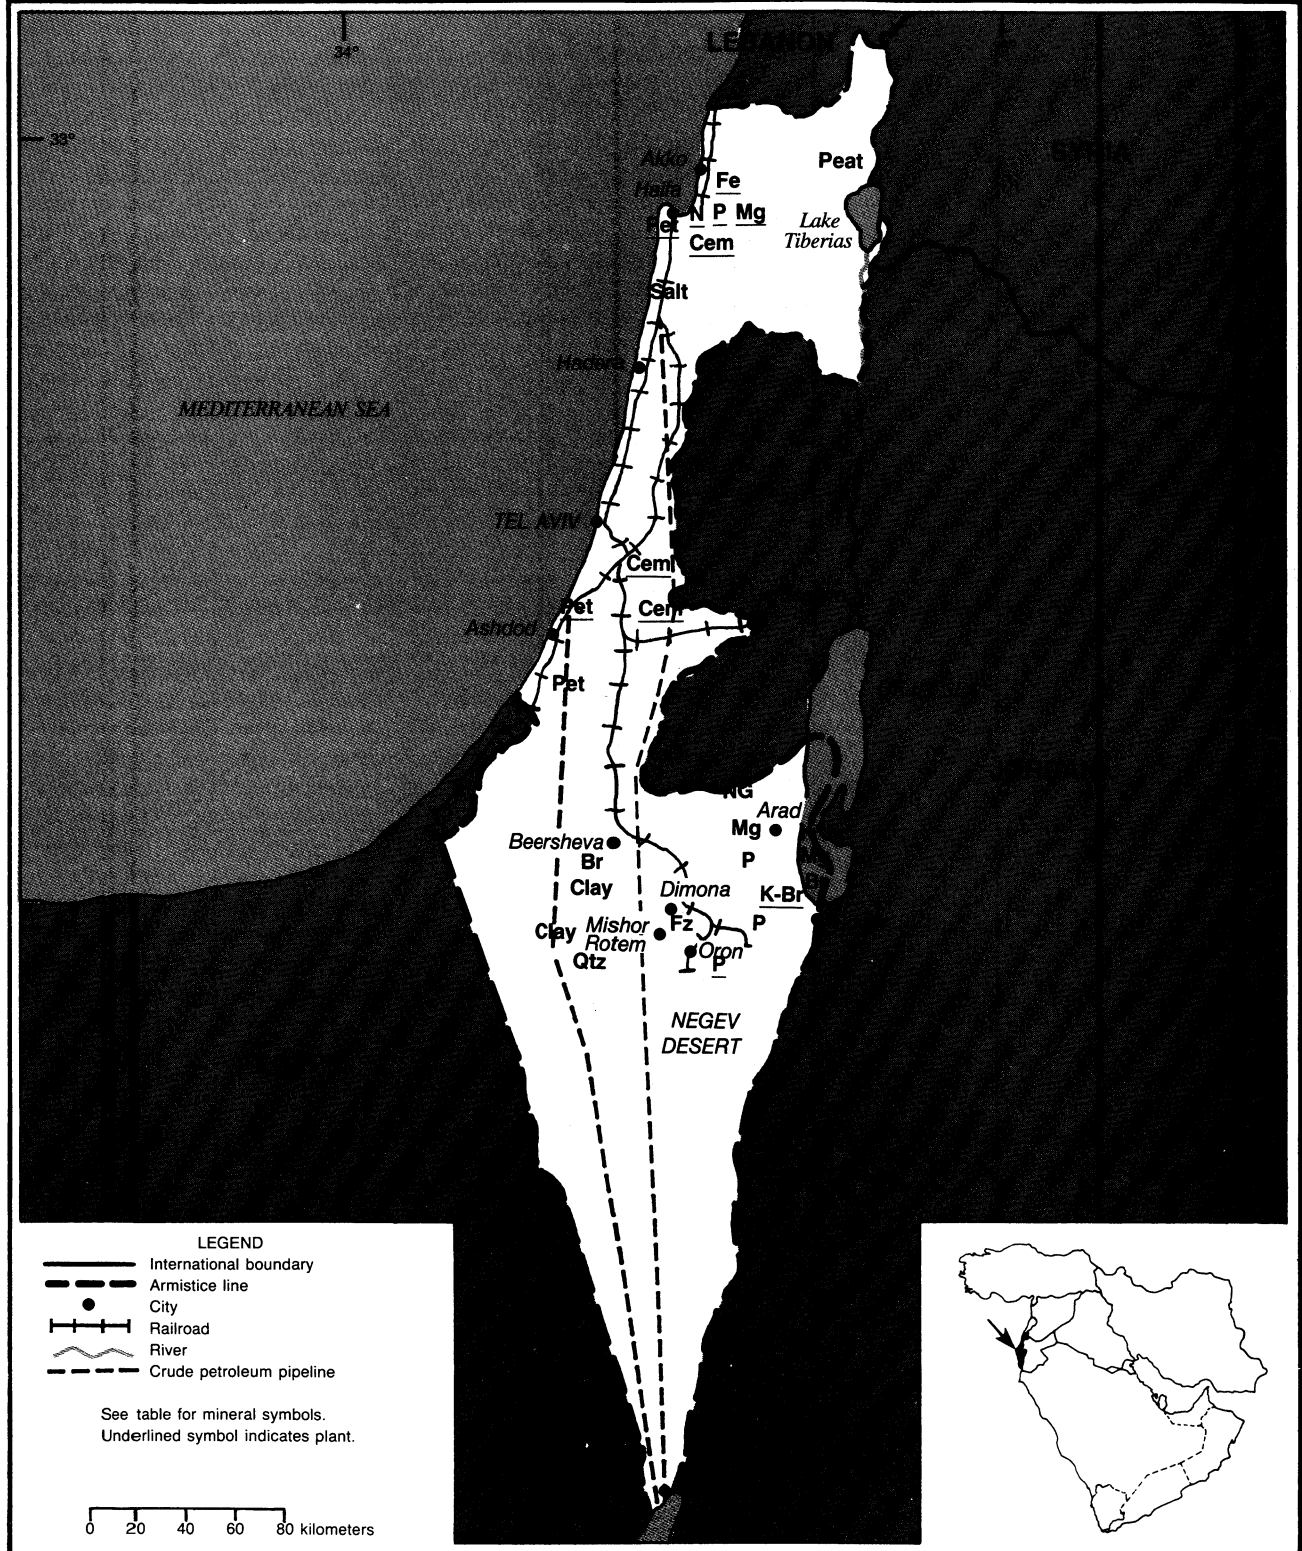 LEBANON
34°
33°
SYRIA
Akko
Peat
Fe
Haifa
N P Mg
Pet
Lake
Tiberias
Cem
Salt
Hadera
MEDITERRANEAN SEA
TEL AVIV
Cem
Pet
Cem
Ashdod
Pet
NG
Arad
Mg
Beersheva
Br
P
Clay
Dimona
K-Br
Fz
P
Clay
Mishor
Rotem
Oron
P
Qtz
NEGEV
DESERT
LEGEND
International boundary
Armistice line
City
Railroad
River
Crude petroleum pipeline
See table for mineral symbols.
Underlined symbol indicates plant.
0 20 40 60 80 kilometers